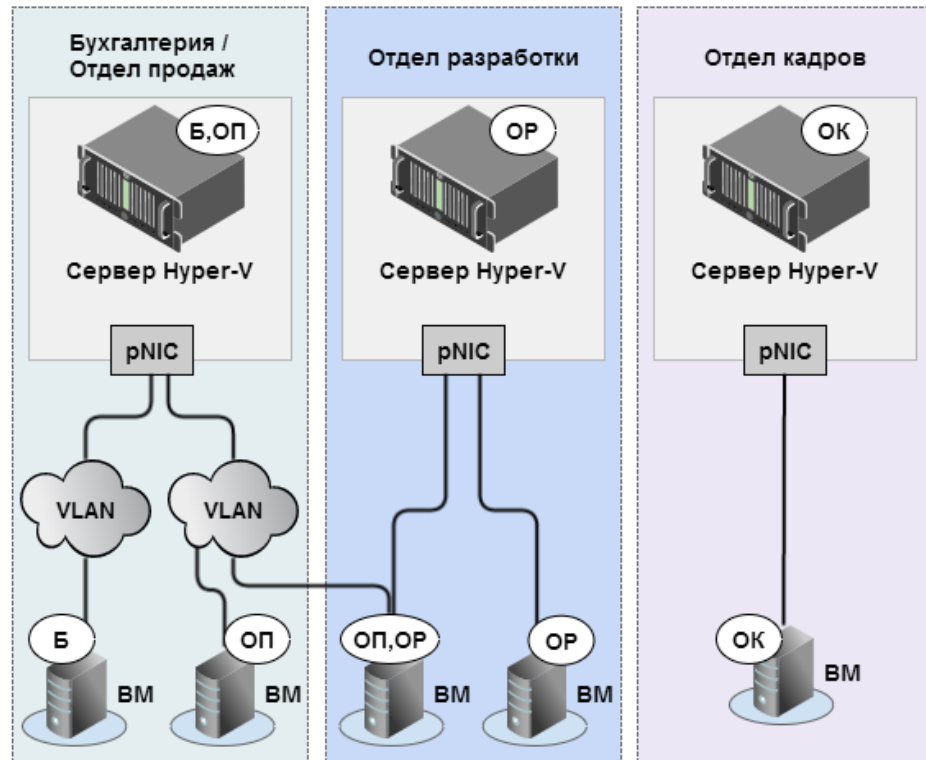 Бухгалтерия /
Отдел продаж
Б,ОП
Сервер Hyper-V
pNIC
VLAN
VLAN
Б
ВМ
ОП
ВМ
Отдел разработки
ОР
Сервер Hyper-V
pNIC
ОП,ОР
ВМ
ОР
ВМ
Отдел кадров
ОК
Сервер Hyper-V
pNIC
ОК
ВМ